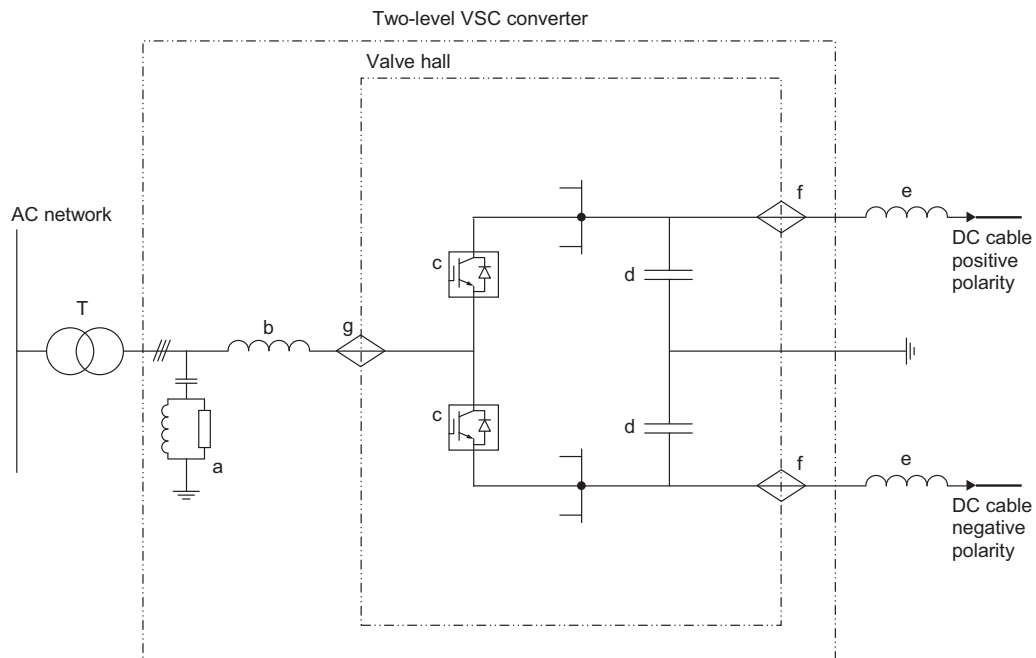 Two-level VSC converter
Valve hall
f
e
AC network
c
d
DC cable
positive
polarity
T
b
g
c
d
a
f
e
DC cable
negative
polarity